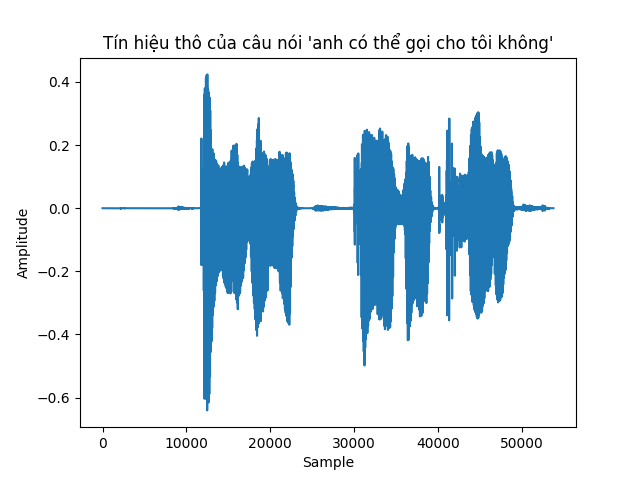 Tín hiệu thô của câu nói 'anh có thể gọi cho tôi không'
0.4
0.2
0.0
−0.2
−0.4
−0.6
Amplitude
0 10000 20000 30000 40000 50000
Sample